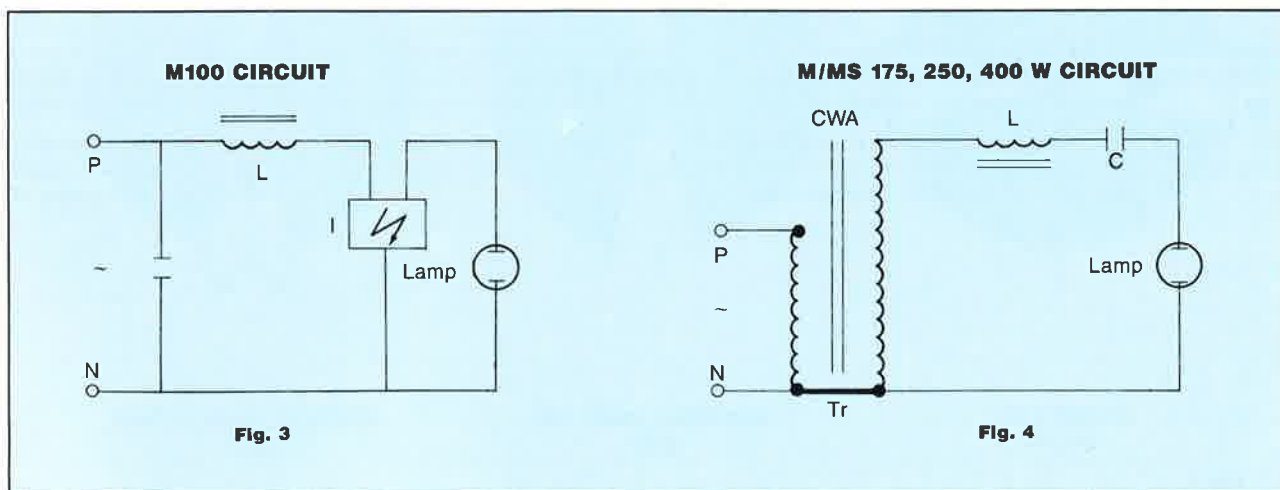 M100 CIRCUIT
P
L
I
~
Lamp
N
Fig. 3
M/MS 175, 250, 400 W CIRCUIT
CWA
L
C
P
Lamp
~
N
Tr
Fig. 4